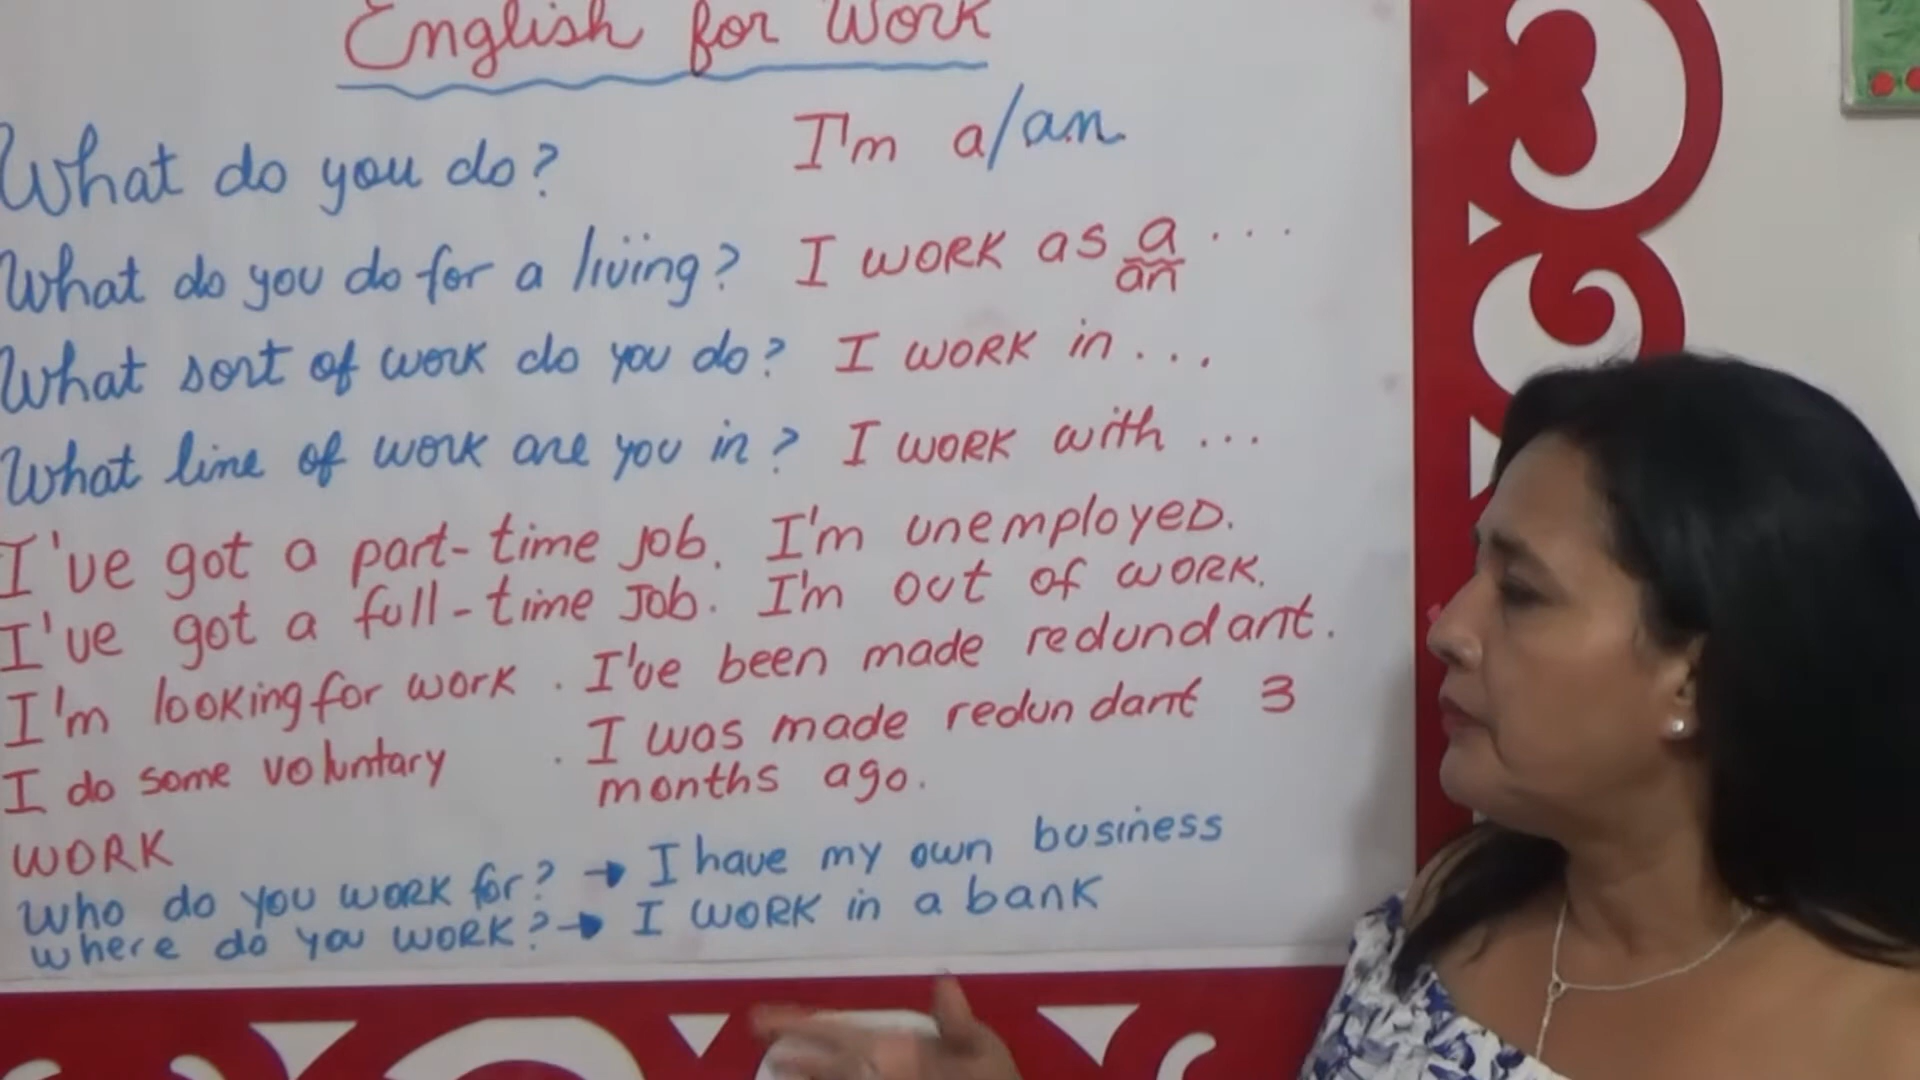 English for Work
What do you do? I'm a/an
What do you do for a living? I work as a/an ...
What sort of work do you do? I work in ...
What line of work are you in? I work with ...
I've got a part-time job. I'm unemployed.
I've got a full-time job. I'm out of work.
I'm looking for work. I've been made redundant.
I do some voluntary . I was made redundant 3
months ago.
WORK
Who do you work for? → I have my own business
Where do you work? → I work in a bank